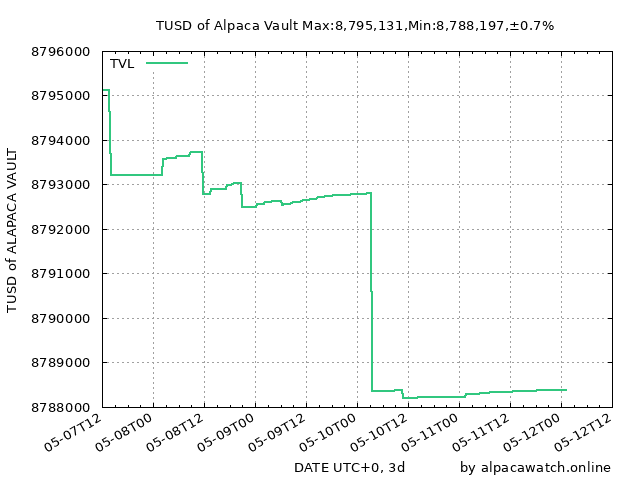 TUSD of Alpaca Vault Max:8,795,131,Min:8,788,197,±0.7%
TVL
8796000
8795000
8794000
8793000
8792000
8791000
8790000
8789000
8788000
TUSD of ALAPACA VAULT
05-07T12
05-08T00
05-08T12
05-09T00
05-09T12
05-10T00
05-10T12
05-11T00
05-11T12
05-12T00
05-12T12
DATE UTC+0, 3d
by alpacawatch.online